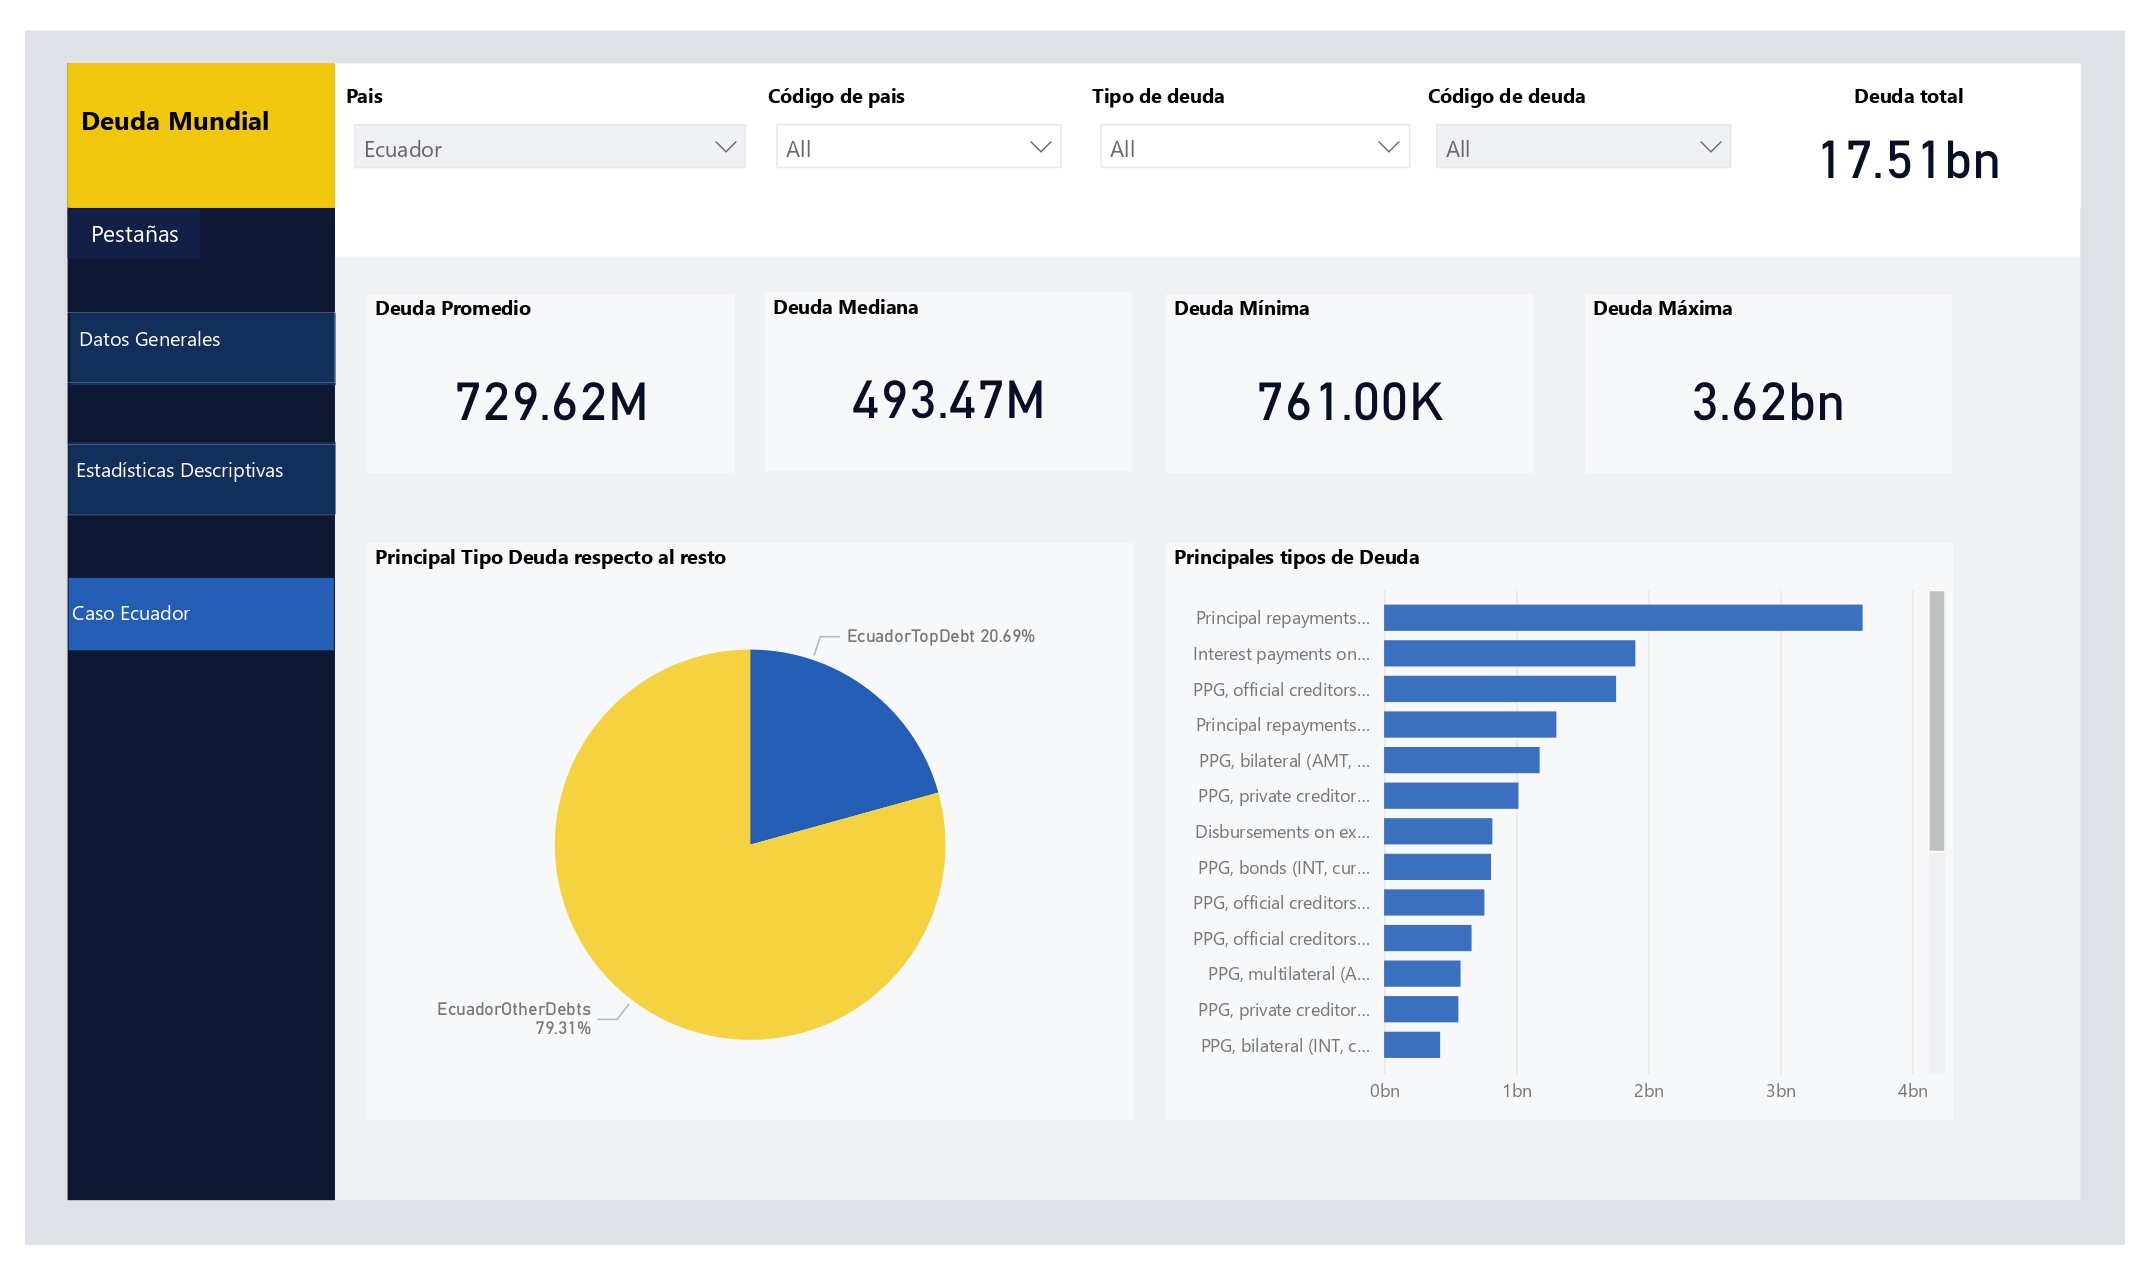 Deuda Mundial
Pais
Código de pais
Tipo de deuda
Código de deuda
Deuda total
Ecuador
All
All
All
17.51bn
Pestañas
Datos Generales
Estadísticas Descriptivas
Caso Ecuador
Deuda Promedio
729.62M
Deuda Mediana
493.47M
Deuda Mínima
761.00K
Deuda Máxima
3.62bn
Principal Tipo Deuda respecto al resto
EcuadorTopDebt 20.69%
EcuadorOtherDebts
79.31%
Principales tipos de Deuda
Principal repayments...
Interest payments on...
PPG, official creditors...
Principal repayments...
PPG, bilateral (AMT, ...
PPG, private creditor...
Disbursements on ex...
PPG, bonds (INT, cur...
PPG, official creditors...
PPG, official creditors...
PPG, multilateral (A...
PPG, private creditor...
PPG, bilateral (INT, c...
0bn
1bn
2bn
3bn
4bn